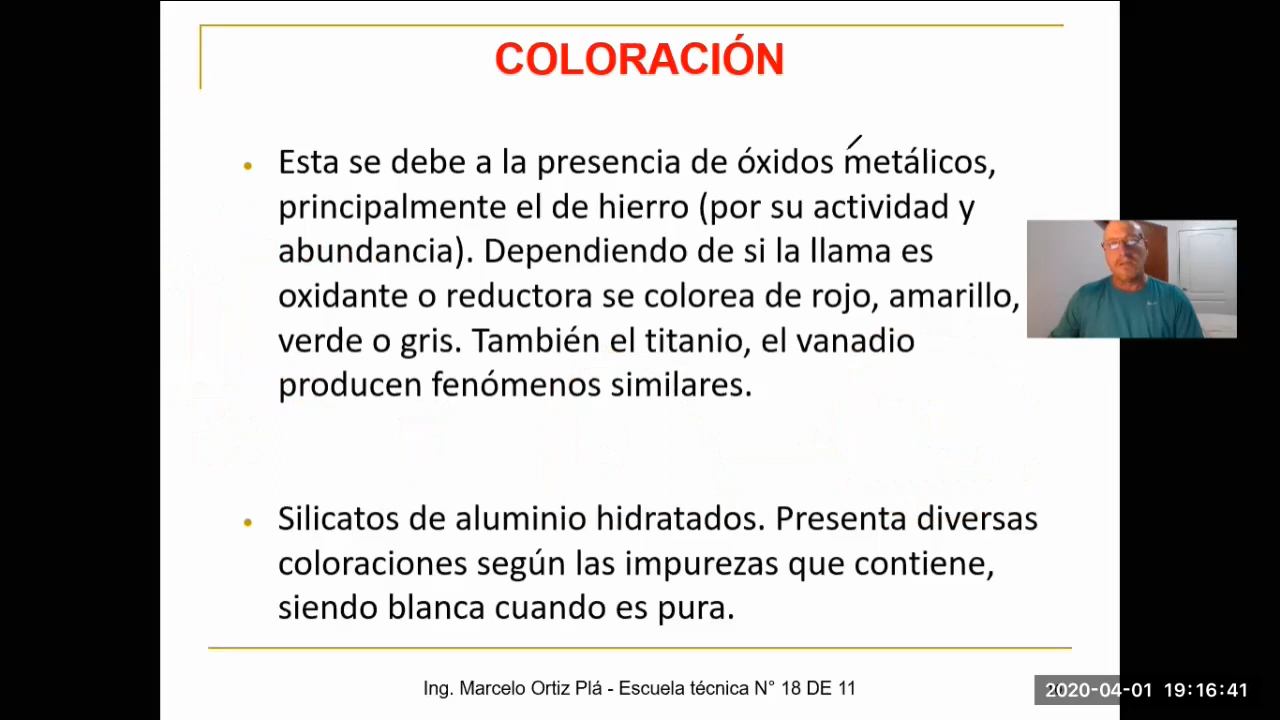 COLORACIÓN
• Esta se debe a la presencia de óxidos metálicos,
principalmente el de hierro (por su actividad y
abundancia). Dependiendo de si la llama es
oxidante o reductora se colorea de rojo, amarillo,
verde o gris. También el titanio, el vanadio
producen fenómenos similares.
• Silicatos de aluminio hidratados. Presenta diversas
coloraciones según las impurezas que contiene,
siendo blanca cuando es pura.
Ing. Marcelo Ortiz Plá - Escuela técnica N° 18 DE 11
2020-04-01 19:16:41